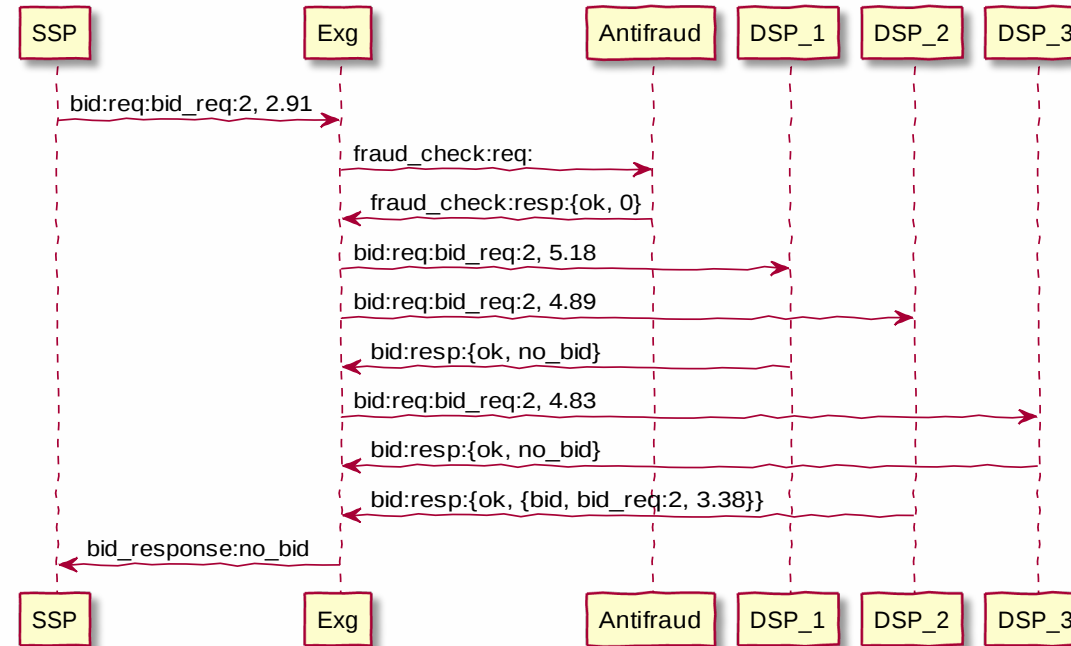 SSP Exg Antifraud DSP_1 DSP_2 DSP_3
bid:req:bid_req:2, 2.91
fraud_check:req:
fraud_check:resp:{ok, 0}
bid:req:bid_req:2, 5.18
bid:req:bid_req:2, 4.89
bid:resp:{ok, no_bid}
bid:req:bid_req:2, 4.83
bid:resp:{ok, no_bid}
bid:resp:{ok, {bid, bid_req:2, 3.38}}
bid_response:no_bid
SSP Exg Antifraud DSP_1 DSP_2 DSP_3